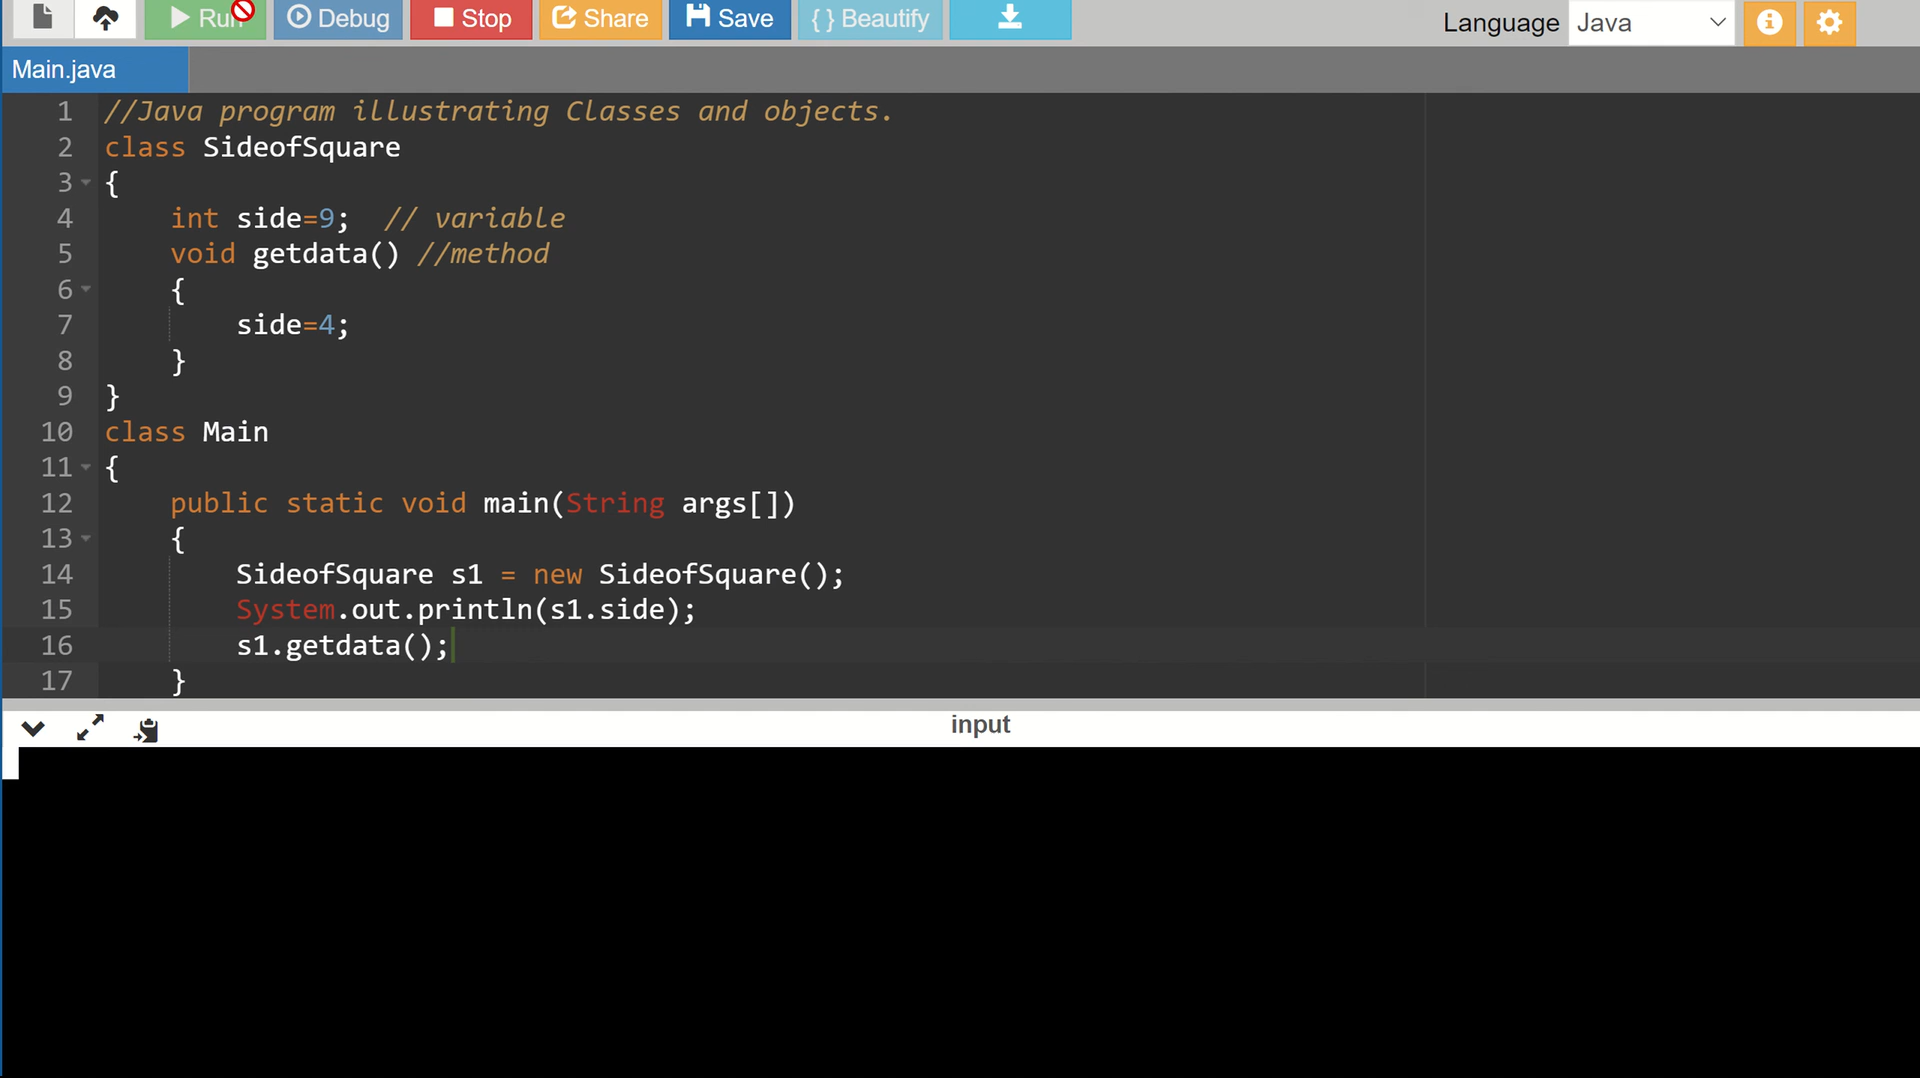 Run Debug Stop Share Save { } Beautify Language Java
Main.java
1 //Java program illustrating Classes and objects.
2 class SideofSquare
3 {
4 int side=9; // variable
5 void getdata() //method
6 {
7 side=4;
8 }
9 }
10 class Main
11 {
12 public static void main(String args[])
13 {
14 SideofSquare s1 = new SideofSquare();
15 System.out.println(s1.side);
16 s1.getdata();
17 }
input